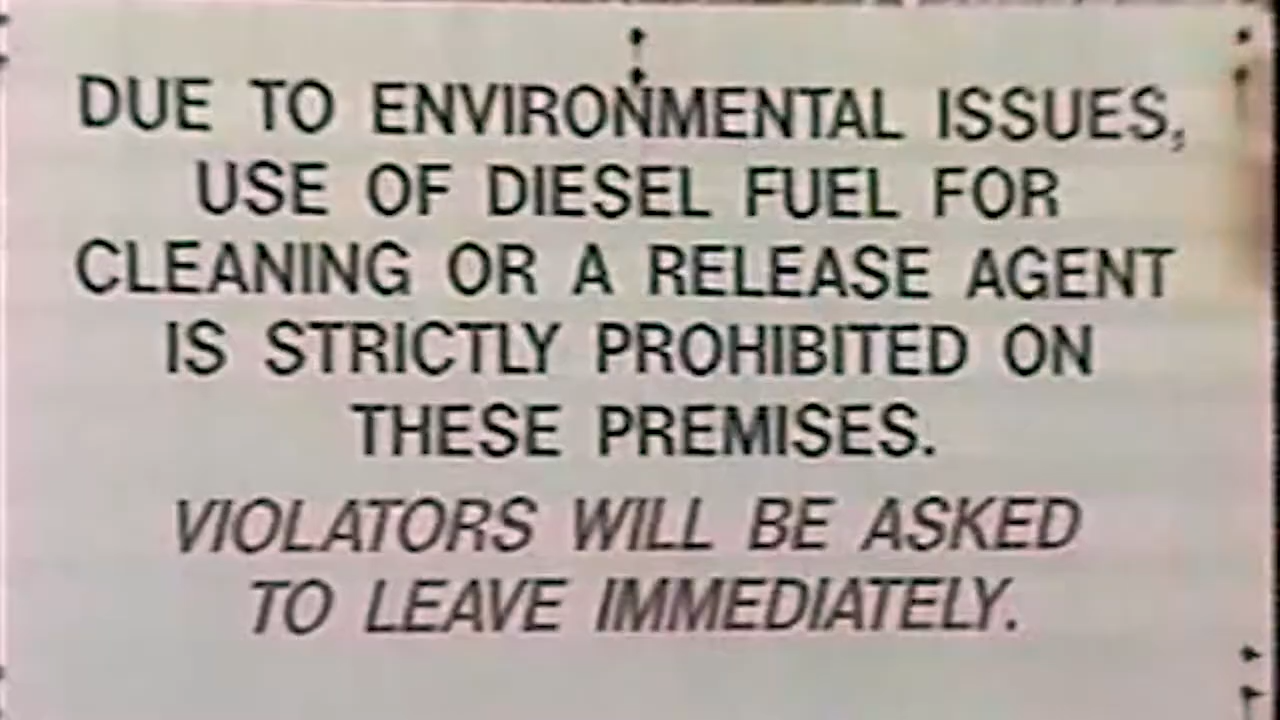 DUE TO ENVIRONMENTAL ISSUES,
USE OF DIESEL FUEL FOR
CLEANING OR A RELEASE AGENT
IS STRICTLY PROHIBITED ON
THESE PREMISES.
VIOLATORS WILL BE ASKED
TO LEAVE IMMEDIATELY.